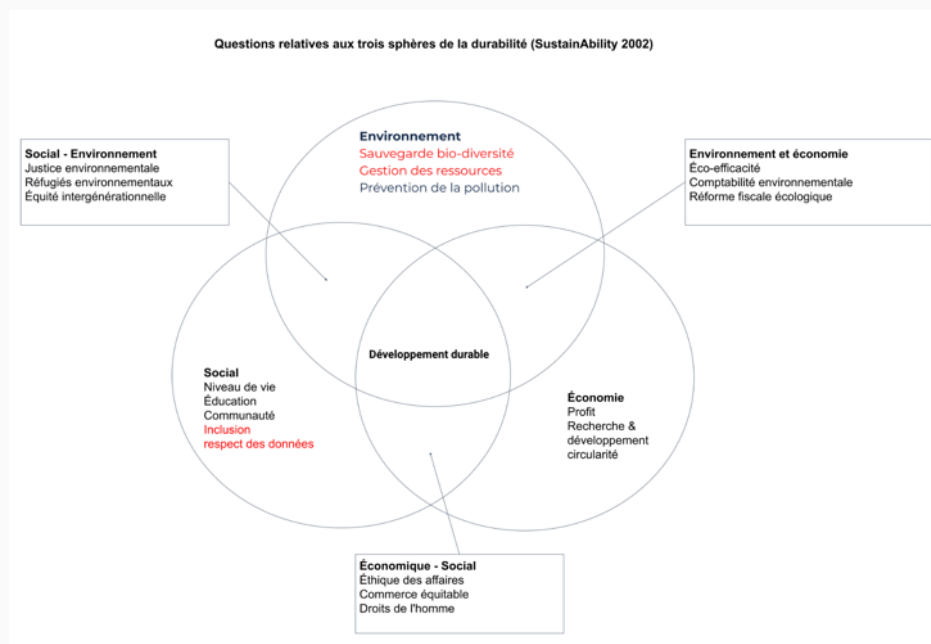 Questions relatives aux trois sphères de la durabilité (SustainAbility 2002)
Environnement
Sauvegarde bio-diversité
Gestion des ressources
Prévention de la pollution
Social - Environnement
Justice environnementale
Réfugiés environnementaux
Équité intergénérationnelle
Environnement et économie
Éco-efficacité
Comptabilité environnementale
Réforme fiscale écologique
Développement durable
Social
Niveau de vie
Éducation
Communauté
Inclusion
respect des données
Économie
Profit
Recherche &
développement
circularité
Économique - Social
Éthique des affaires
Commerce équitable
Droits de l'homme